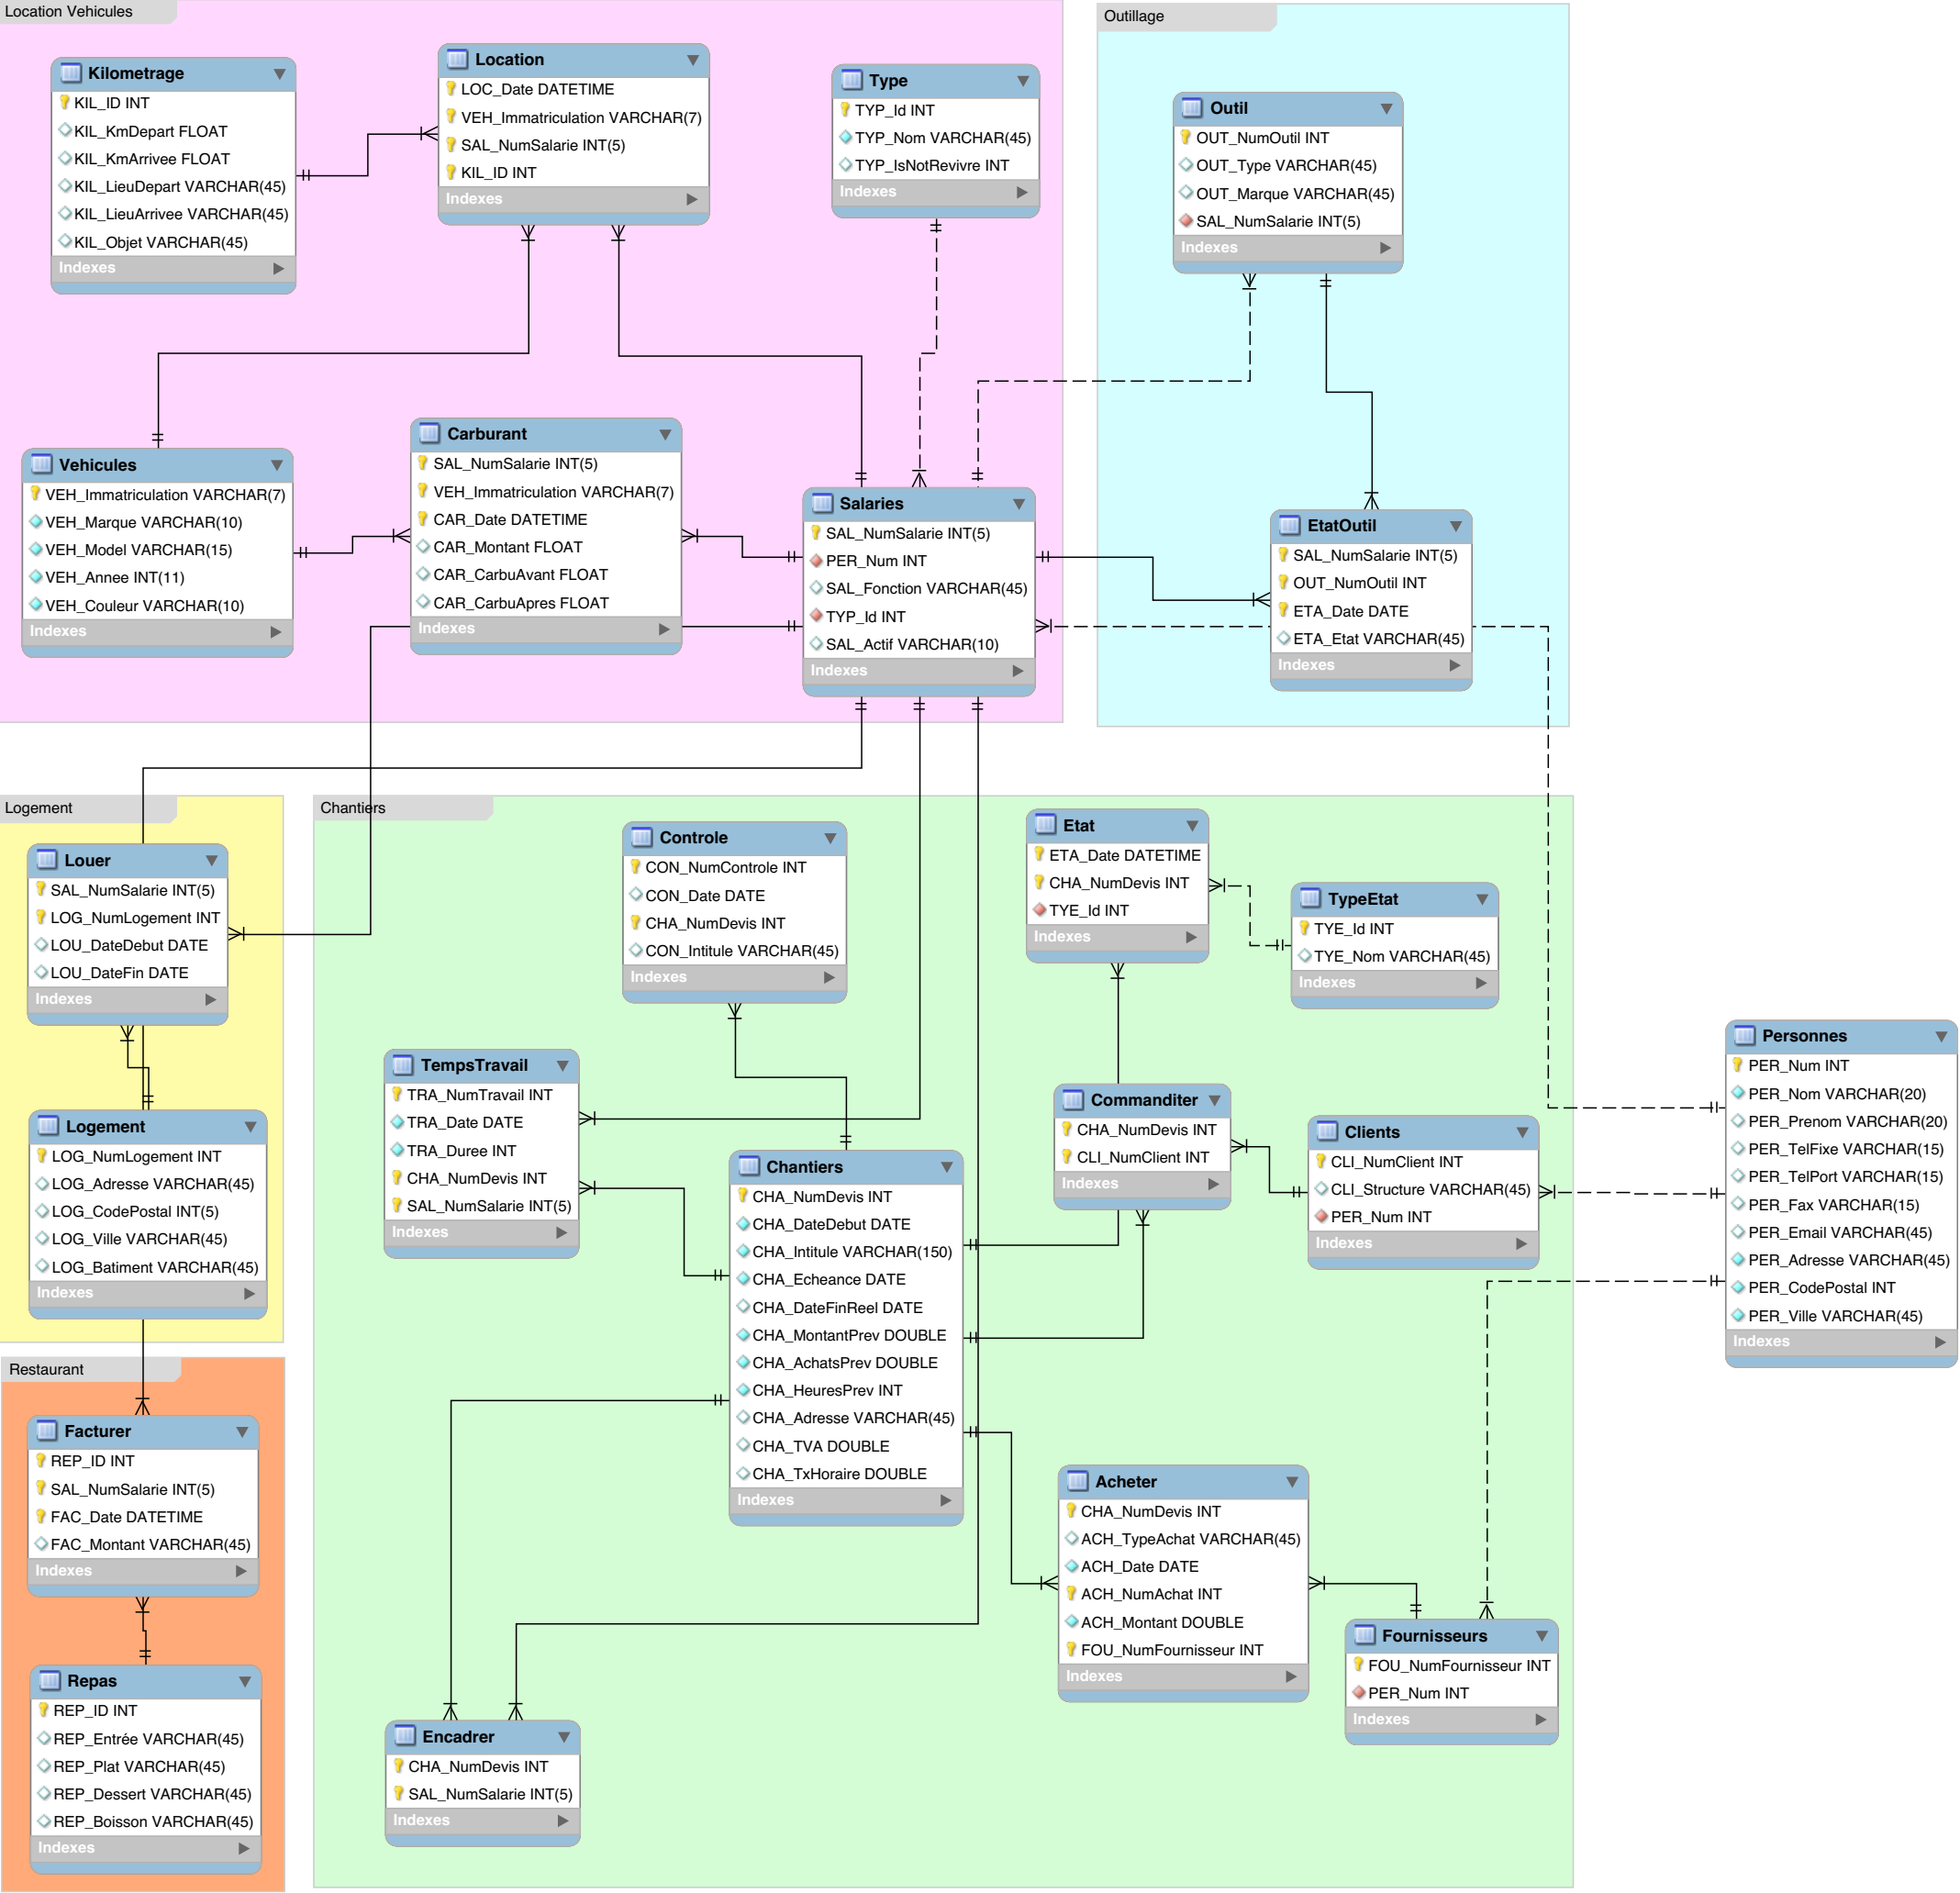 Location Vehicules
Kilometrage
KIL_ID INT
KIL_KmDepart FLOAT
KIL_KmArrivee FLOAT
KIL_LieuDepart VARCHAR(45)
KIL_LieuArrivee VARCHAR(45)
KIL_Objet VARCHAR(45)
Indexes
Location
LOC_Date DATETIME
VEH_Immatriculation VARCHAR(7)
SAL_NumSalarie INT(5)
KIL_ID INT
Indexes
Type
TYP_Id INT
TYP_Nom VARCHAR(45)
TYP_IsNotRevivre INT
Indexes
Vehicules
VEH_Immatriculation VARCHAR(7)
VEH_Marque VARCHAR(10)
VEH_Model VARCHAR(15)
VEH_Annee INT(11)
VEH_Couleur VARCHAR(10)
Indexes
Carburant
SAL_NumSalarie INT(5)
VEH_Immatriculation VARCHAR(7)
CAR_Date DATETIME
CAR_Montant FLOAT
CAR_CarbuAvant FLOAT
CAR_CarbuApres FLOAT
Indexes
Salaries
SAL_NumSalarie INT(5)
PER_Num INT
SAL_Fonction VARCHAR(45)
TYP_Id INT
SAL_Actif VARCHAR(10)
Indexes
Outillage
Outil
OUT_NumOutil INT
OUT_Type VARCHAR(45)
OUT_Marque VARCHAR(45)
SAL_NumSalarie INT(5)
Indexes
EtatOutil
SAL_NumSalarie INT(5)
OUT_NumOutil INT
ETA_Date DATE
ETA_Etat VARCHAR(45)
Indexes
Logement
Louer
SAL_NumSalarie INT(5)
LOG_NumLogement INT
LOU_DateDebut DATE
LOU_DateFin DATE
Indexes
Logement
LOG_NumLogement INT
LOG_Adresse VARCHAR(45)
LOG_CodePostal INT(5)
LOG_Ville VARCHAR(45)
LOG_Batiment VARCHAR(45)
Indexes
Restaurant
Facturer
REP_ID INT
SAL_NumSalarie INT(5)
FAC_Date DATETIME
FAC_Montant VARCHAR(45)
Indexes
Repas
REP_ID INT
REP_Entrée VARCHAR(45)
REP_Plat VARCHAR(45)
REP_Dessert VARCHAR(45)
REP_Boisson VARCHAR(45)
Indexes
Chantiers
Controle
CON_NumControle INT
CON_Date DATE
CHA_NumDevis INT
CON_Intitule VARCHAR(45)
Indexes
Etat
ETA_Date DATETIME
CHA_NumDevis INT
TYE_Id INT
Indexes
TypeEtat
TYE_Id INT
TYE_Nom VARCHAR(45)
Indexes
TempsTravail
TRA_NumTravail INT
TRA_Date DATE
TRA_Duree INT
CHA_NumDevis INT
SAL_NumSalarie INT(5)
Indexes
Chantiers
CHA_NumDevis INT
CHA_DateDebut DATE
CHA_Intitule VARCHAR(150)
CHA_Echeance DATE
CHA_DateFinReel DATE
CHA_MontantPrev DOUBLE
CHA_AchatsPrev DOUBLE
CHA_HeuresPrev INT
CHA_Adresse VARCHAR(45)
CHA_TVA DOUBLE
CHA_TxHoraire DOUBLE
Indexes
Commanditer
CHA_NumDevis INT
CLI_NumClient INT
Indexes
Clients
CLI_NumClient INT
CLI_Structure VARCHAR(45)
PER_Num INT
Indexes
Acheter
CHA_NumDevis INT
ACH_TypeAchat VARCHAR(45)
ACH_Date DATE
ACH_NumAchat INT
ACH_Montant DOUBLE
FOU_NumFournisseur INT
Indexes
Fournisseurs
FOU_NumFournisseur INT
PER_Num INT
Indexes
Encadrer
CHA_NumDevis INT
SAL_NumSalarie INT(5)
Indexes
Personnes
PER_Num INT
PER_Nom VARCHAR(20)
PER_Prenom VARCHAR(20)
PER_TelFixe VARCHAR(15)
PER_TelPort VARCHAR(15)
PER_Fax VARCHAR(15)
PER_Email VARCHAR(45)
PER_Adresse VARCHAR(45)
PER_CodePostal INT
PER_Ville VARCHAR(45)
Indexes